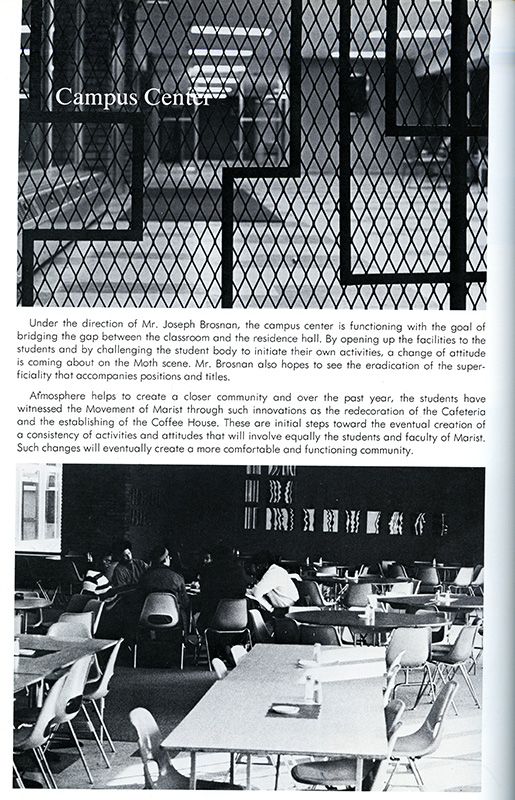 Campus Center
Under the direction of Mr. Joseph Brosnan, the campus center is functioning with the goal of
bridging the gap between the classroom and the residence hall. By opening up the facilities to the
students and by challenging the student body to initiate their own activities, a change of attitude
is coming about on the Moth scene. Mr. Brosnan also hopes to see the eradication of the super-
ficiality that accompanies positions and titles.
Atmosphere helps to create a closer community and over the past year, the students have
witnessed the Movement of Marist through such innovations as the redecoration of the Cafeteria
and the establishing of the Coffee House. These are initial steps toward the eventual creation of
a consistency of activities and attitudes that will involve equally the students and faculty of Marist.
Such changes will eventually create a more comfortable and functioning community.